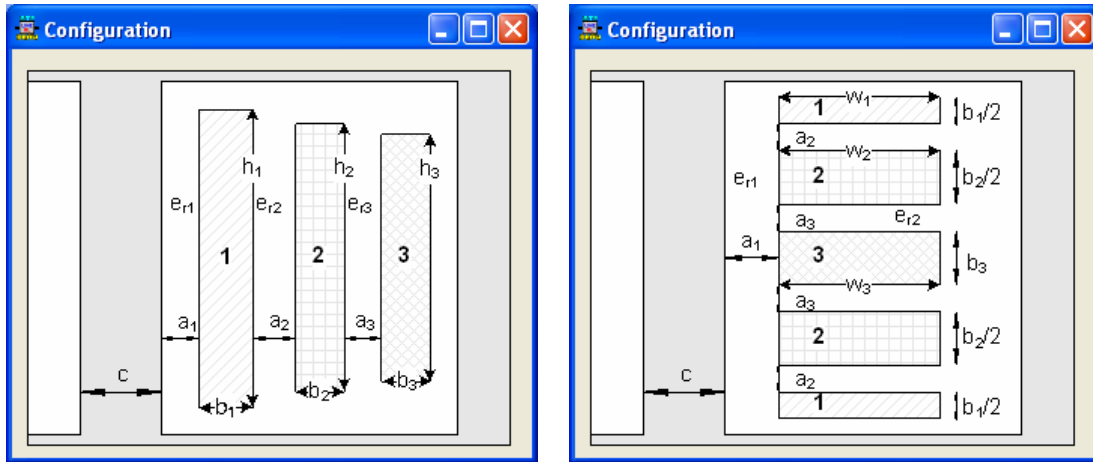 Configuration
h₁ h₂ h₃
eᵣ₁ eᵣ₂ eᵣ₃
1 2 3
a₁ a₂ a₃
c
b₁ b₂ b₃
Configuration
w₁
1 b₁/2
a₂
w₂
eᵣ₁ 2 b₂/2
a₃ eᵣ₂
a₁ 3 b₃
w₃
a₃
2 b₂/2
c a₂
1 b₁/2